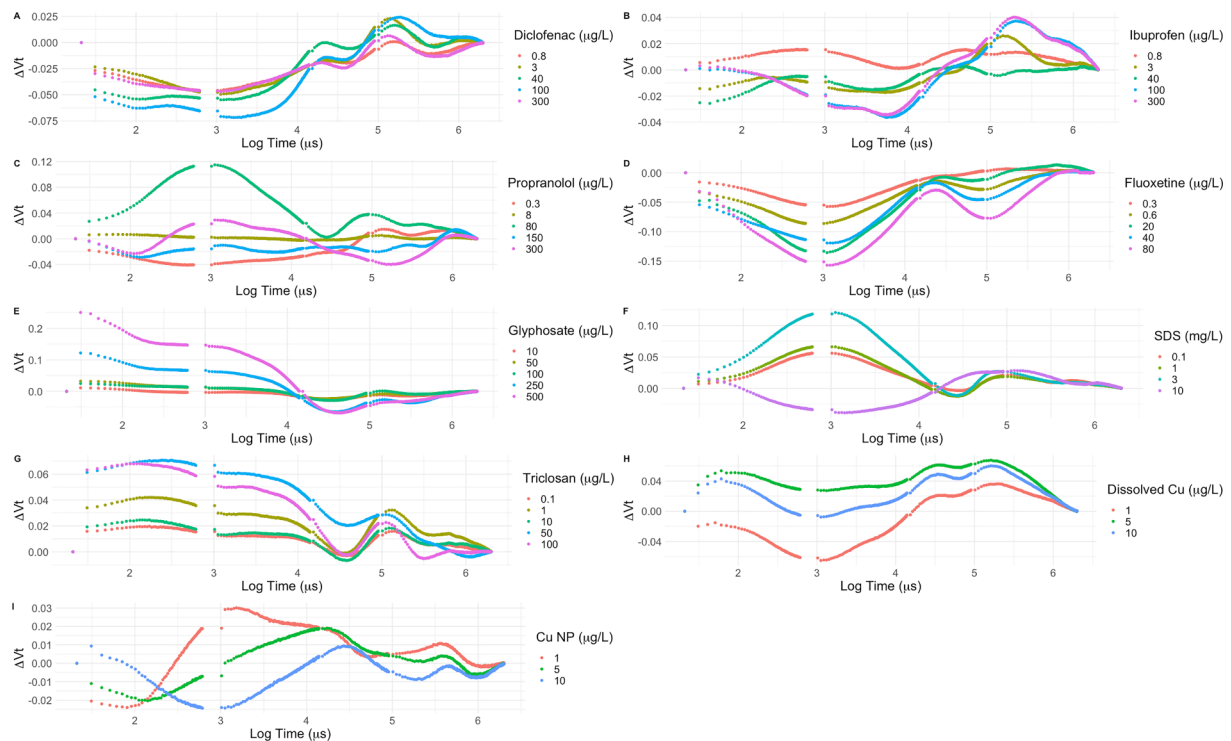 A
Diclofenac (µg/L)
0.8
3
40
100
300
ΔVt
0.000
-0.025
-0.050
-0.075
2 3 4 5 6
Log Time (µs)
B
Ibuprofen (µg/L)
0.8
3
40
100
300
ΔVt
0.04
0.02
0.00
-0.02
-0.04
2 3 4 5 6
Log Time (µs)
C
Propranolol (µg/L)
0.3
8
80
150
300
ΔVt
0.12
0.08
0.04
0.00
-0.04
2 3 4 5 6
Log Time (µs)
D
Fluoxetine (µg/L)
0.3
0.6
20
40
80
ΔVt
0.00
-0.05
-0.10
-0.15
2 3 4 5 6
Log Time (µs)
E
Glyphosate (µg/L)
10
50
100
250
500
ΔVt
0.2
0.1
0.0
2 3 4 5 6
Log Time (µs)
F
SDS (mg/L)
0.1
1
3
10
ΔVt
0.10
0.05
0.00
2 3 4 5 6
Log Time (µs)
G
Triclosan (µg/L)
0.1
1
10
50
100
ΔVt
0.06
0.04
0.02
0.00
2 3 4 5 6
Log Time (µs)
H
Dissolved Cu (µg/L)
1
5
10
ΔVt
0.04
0.00
-0.04
2 3 4 5 6
Log Time (µs)
I
Cu NP (µg/L)
1
5
10
ΔVt
0.03
0.02
0.01
0.00
-0.01
-0.02
2 3 4 5 6
Log Time (µs)